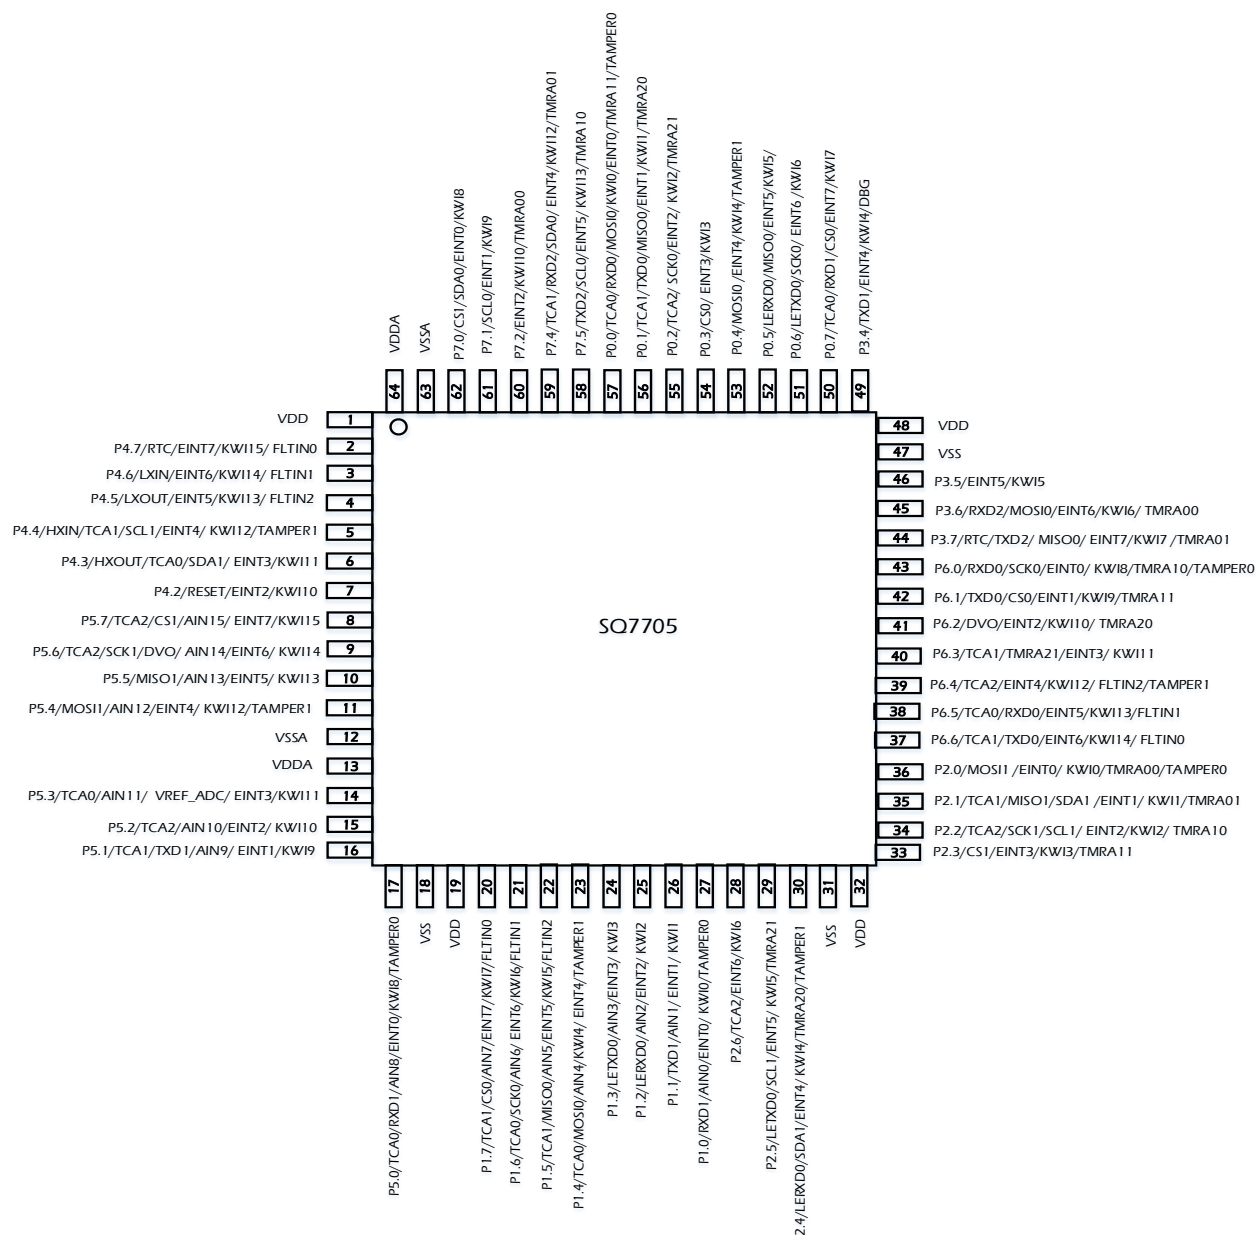 VDDA
VSSA
P7.0/CS1/SDA0/EINT0/KWI8
P7.1/SCL0/EINT1/KWI9
P7.2/EINT2/KWI10/TMRA00
P7.4/TCA1/RXD2/SDA0/ EINT4/KWI12/TMRA01
P7.5/TXD2/SCL0/EINT5/ KWI13/TMRA10
P0.0/TCA0/RXD0/MOSI0/KWI0/EINT0/TMRA11/TAMPER0
P0.1/TCA1/TXD0/MISO0/EINT1/KWI1/TMRA20
P0.2/TCA2/ SCK0/EINT2/ KWI2/TMRA21
P0.3/CS0/ EINT3/KWI3
P0.4/MOSI0 /EINT4/KWI4/TAMPER1
P0.5/LERXD0/MISO0/EINT5/KWI5/
P0.6/LETXD0/SCK0/ EINT6 /KWI6
P0.7/TCA0/RXD1/CS0/EINT7/KWI7
P3.4/TXD1/EINT4/KWI4/DBG
64
63
62
61
60
59
58
57
56
55
54
53
52
51
50
49
VDD 1
P4.7/RTC/EINT7/KWI15/ FLTIN0 2
P4.6/LXIN/EINT6/KWI14/ FLTIN1 3
P4.5/LXOUT/EINT5/KWI13/ FLTIN2 4
P4.4/HXIN/TCA1/SCL1/EINT4/ KWI12/TAMPER1 5
P4.3/HXOUT/TCA0/SDA1/ EINT3/KWI11 6
P4.2/RESET/EINT2/KWI10 7
P5.7/TCA2/CS1/AIN15/ EINT7/KWI15 8
P5.6/TCA2/SCK1/DVO/ AIN14/EINT6/ KWI14 9
P5.5/MISO1/AIN13/EINT5/ KWI13 10
P5.4/MOSI1/AIN12/EINT4/ KWI12/TAMPER1 11
VSSA 12
VDDA 13
P5.3/TCA0/AIN11/ VREF_ADC/ EINT3/KWI11 14
P5.2/TCA2/AIN10/EINT2/ KWI10 15
P5.1/TCA1/TXD1/AIN9/ EINT1/KWI9 16
SQ7705
48 VDD
47 VSS
46 P3.5/EINT5/KWI5
45 P3.6/RXD2/MOSI0/EINT6/KWI6/ TMRA00
44 P3.7/RTC/TXD2/ MISO0/ EINT7/KWI7 /TMRA01
43 P6.0/RXD0/SCK0/EINT0/ KWI8/TMRA10/TAMPER0
42 P6.1/TXD0/CS0/EINT1/KWI9/TMRA11
41 P6.2/DVO/EINT2/KWI10/ TMRA20
40 P6.3/TCA1/TMRA21/EINT3/ KWI11
39 P6.4/TCA2/EINT4/KWI12/ FLTIN2/TAMPER1
38 P6.5/TCA0/RXD0/EINT5/KWI13/FLTIN1
37 P6.6/TCA1/TXD0/EINT6/KWI14/ FLTIN0
36 P2.0/MOSI1 /EINT0/ KWI0/TMRA00/TAMPER0
35 P2.1/TCA1/MISO1/SDA1 /EINT1/ KWI1/TMRA01
34 P2.2/TCA2/SCK1/SCL1/ EINT2/KWI2/ TMRA10
33 P2.3/CS1/EINT3/KWI3/TMRA11
17
18
19
20
21
22
23
24
25
26
27
28
29
30
31
32
P5.0/TCA0/RXD1/AIN8/EINT0/KWI8/TAMPER0
VSS
VDD
P1.7/TCA1/CS0/AIN7/EINT7/KWI7/FLTIN0
P1.6/TCA0/SCK0/AIN6/ EINT6/KWI6/FLTIN1
P1.5/TCA1/MISO0/AIN5/EINT5/KWI5/FLTIN2
P1.4/TCA0/MOSI0/AIN4/KWI4/ EINT4/TAMPER1
P1.3/LETXD0/AIN3/EINT3/ KWI3
P1.2/LERXD0/AIN2/EINT2/ KWI2
P1.1/TXD1/AIN1/ EINT1/ KWI1
P1.0/RXD1/AIN0/EINT0/ KWI0/TAMPER0
P2.6/TCA2/EINT6/KWI6
P2.5/LETXD0/SCL1/EINT5/ KWI5/TMRA21
2.4/LERXD0/SDA1/EINT4/ KWI4/TMRA20/TAMPER1
VSS
VDD